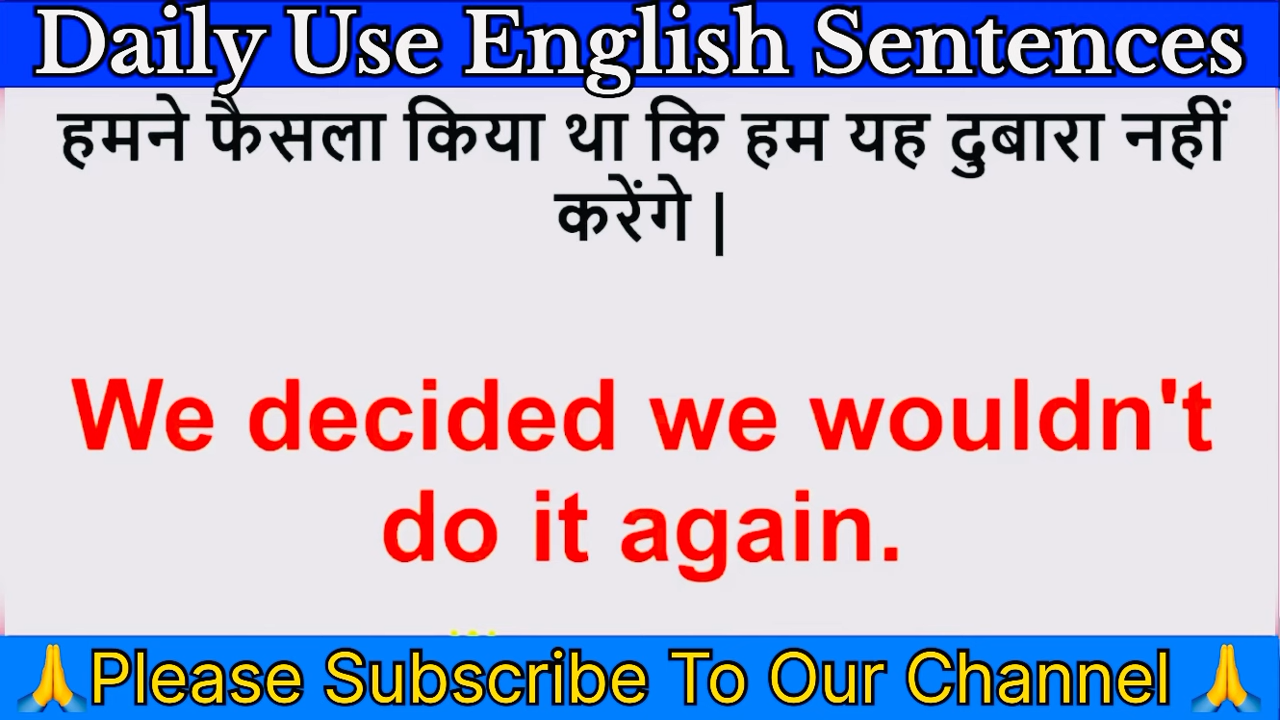 Daily Use English Sentences
हमने फैसला किया था कि हम यह दुबारा नहीं
करेंगे |
We decided we wouldn't
do it again.
🙏Please Subscribe To Our Channel 🙏